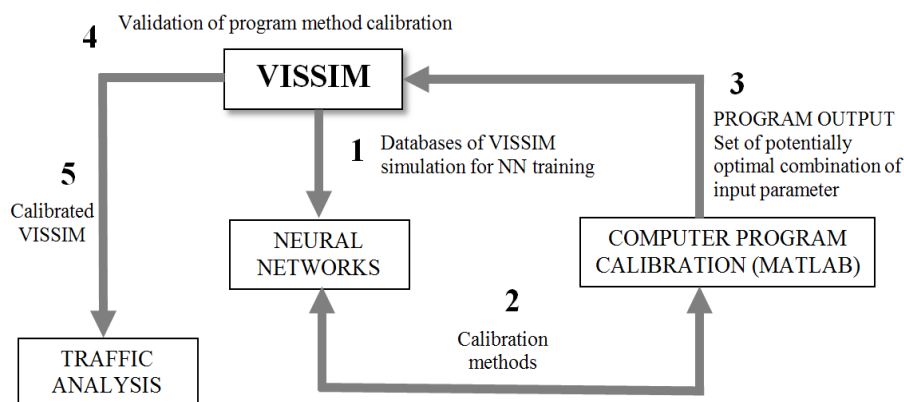 4
Validation of program method calibration
VISSIM
3
PROGRAM OUTPUT
Set of potentially
optimal combination of
input parameter
1
Databases of VISSIM
simulation for NN training
5
Calibrated
VISSIM
NEURAL
NETWORKS
COMPUTER PROGRAM
CALIBRATION (MATLAB)
2
Calibration
methods
TRAFFIC
ANALYSIS